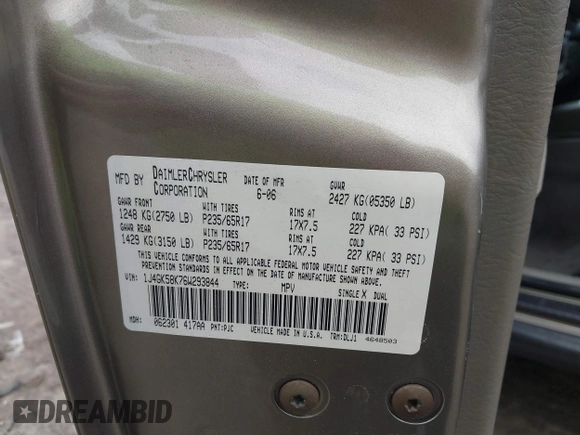 MFD BY DAIMLERCHRYSLER CORPORATION DATE OF MFR 6-06 GVWR 2427 KG(05350 LB)
GAWR FRONT WITH TIRES RIMS AT COLD
1248 KG(2750 LB) P235/65R17 17X7.5 227 KPA( 33 PSI)
GAWR REAR WITH TIRES RIMS AT COLD
1429 KG(3150 LB) P235/65R17 17X7.5 227 KPA( 33 PSI)
THIS VEHICLE CONFORMS TO ALL APPLICABLE FEDERAL MOTOR VEHICLE SAFETY AND THEFT
PREVENTION STANDARDS IN EFFECT ON THE DATE OF MANUFACTURE SHOWN ABOVE.
1J4GK58K76W293844 TYPE: MPV SINGLE X DUAL
MDH: 062301 417AA PNT:PJC VEHICLE MADE IN U.S.A. TRM:DLJ1 4648503
DREAMBID